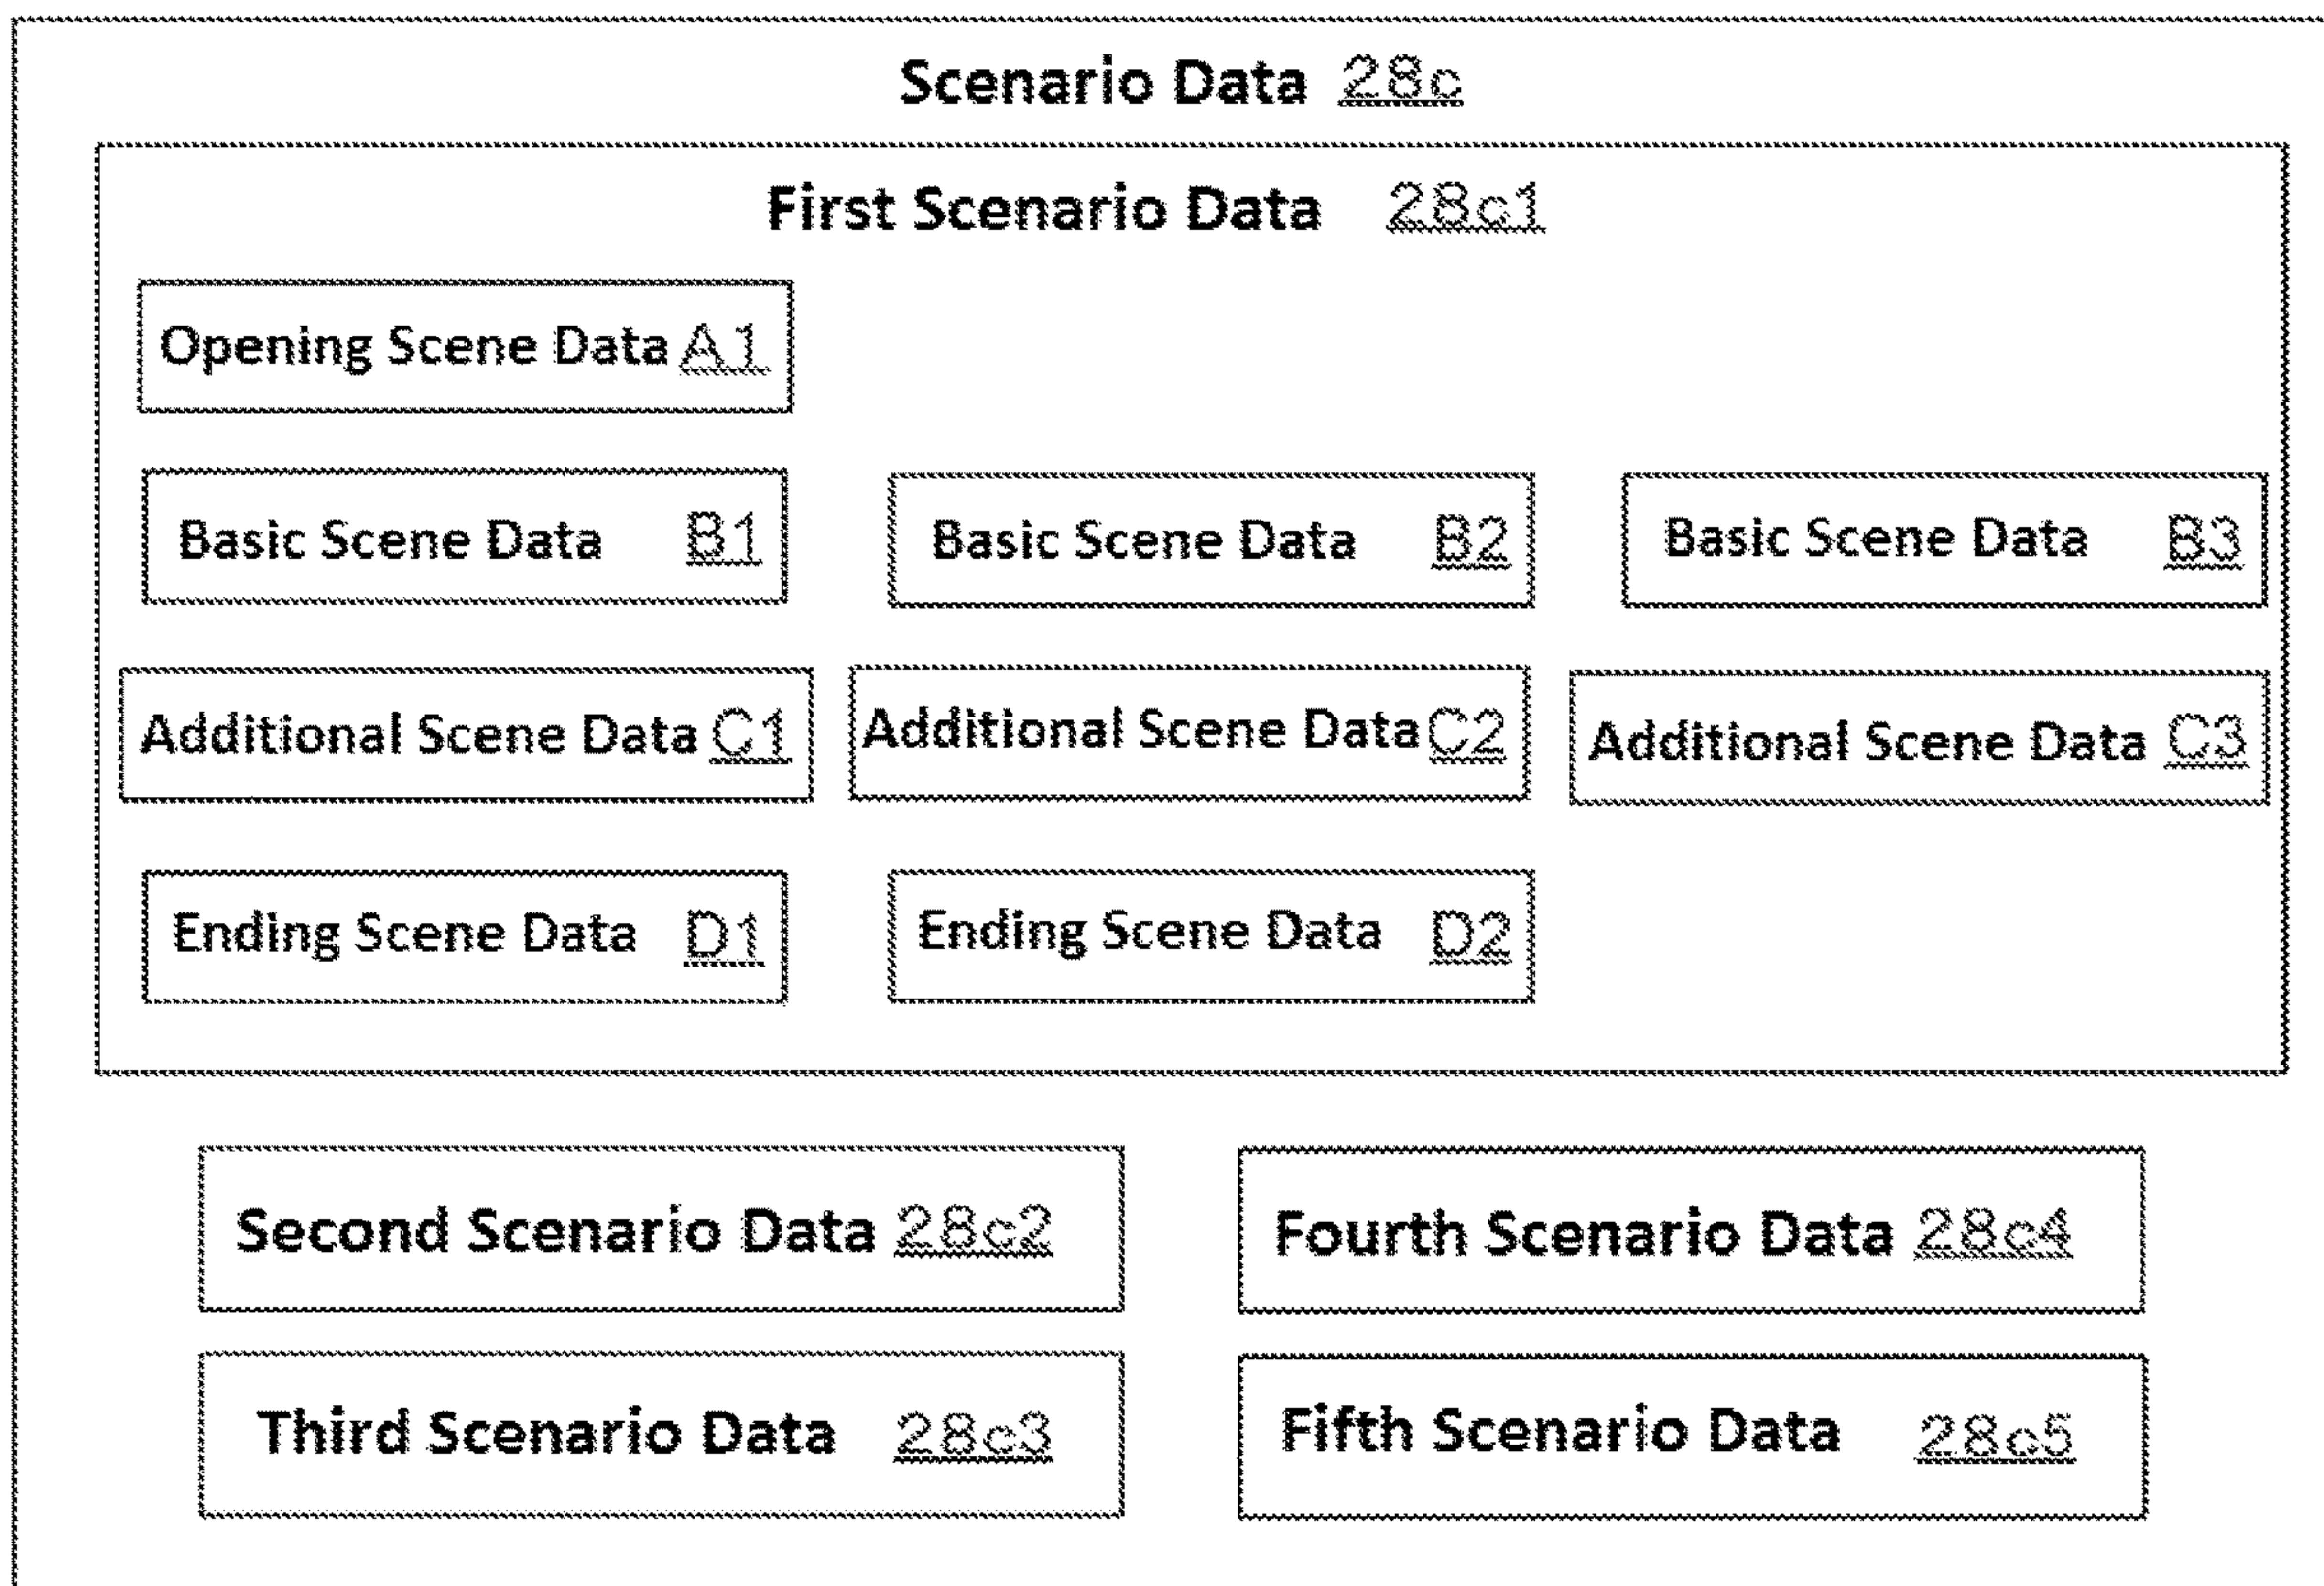 Scenario Data 28c
First Scenario Data 28c1
Opening Scene Data A1
Basic Scene Data B1
Basic Scene Data B2
Basic Scene Data B3
Additional Scene Data C1
Additional Scene Data C2
Additional Scene Data C3
Ending Scene Data D1
Ending Scene Data D2
Second Scenario Data 28c2
Fourth Scenario Data 28c4
Third Scenario Data 28c3
Fifth Scenario Data 28c5